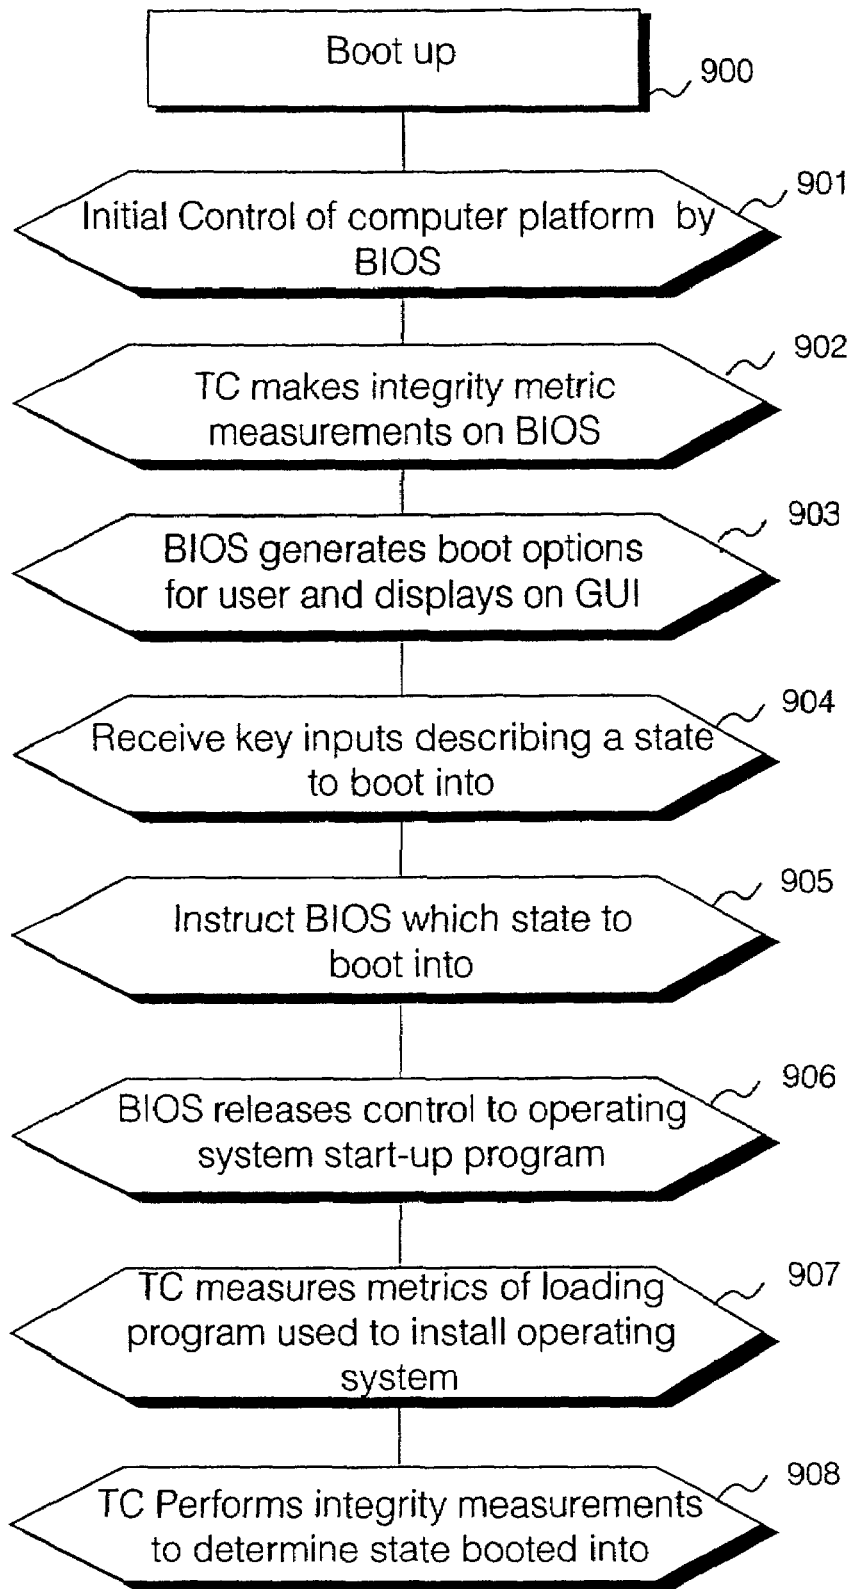 Boot up
900
901
Initial Control of computer platform by
BIOS
902
TC makes integrity metric
measurements on BIOS
903
BIOS generates boot options
for user and displays on GUI
904
Receive key inputs describing a state
to boot into
905
Instruct BIOS which state to
boot into
906
BIOS releases control to operating
system start-up program
907
TC measures metrics of loading
program used to install operating
system
908
TC Performs integrity measurements
to determine state booted into